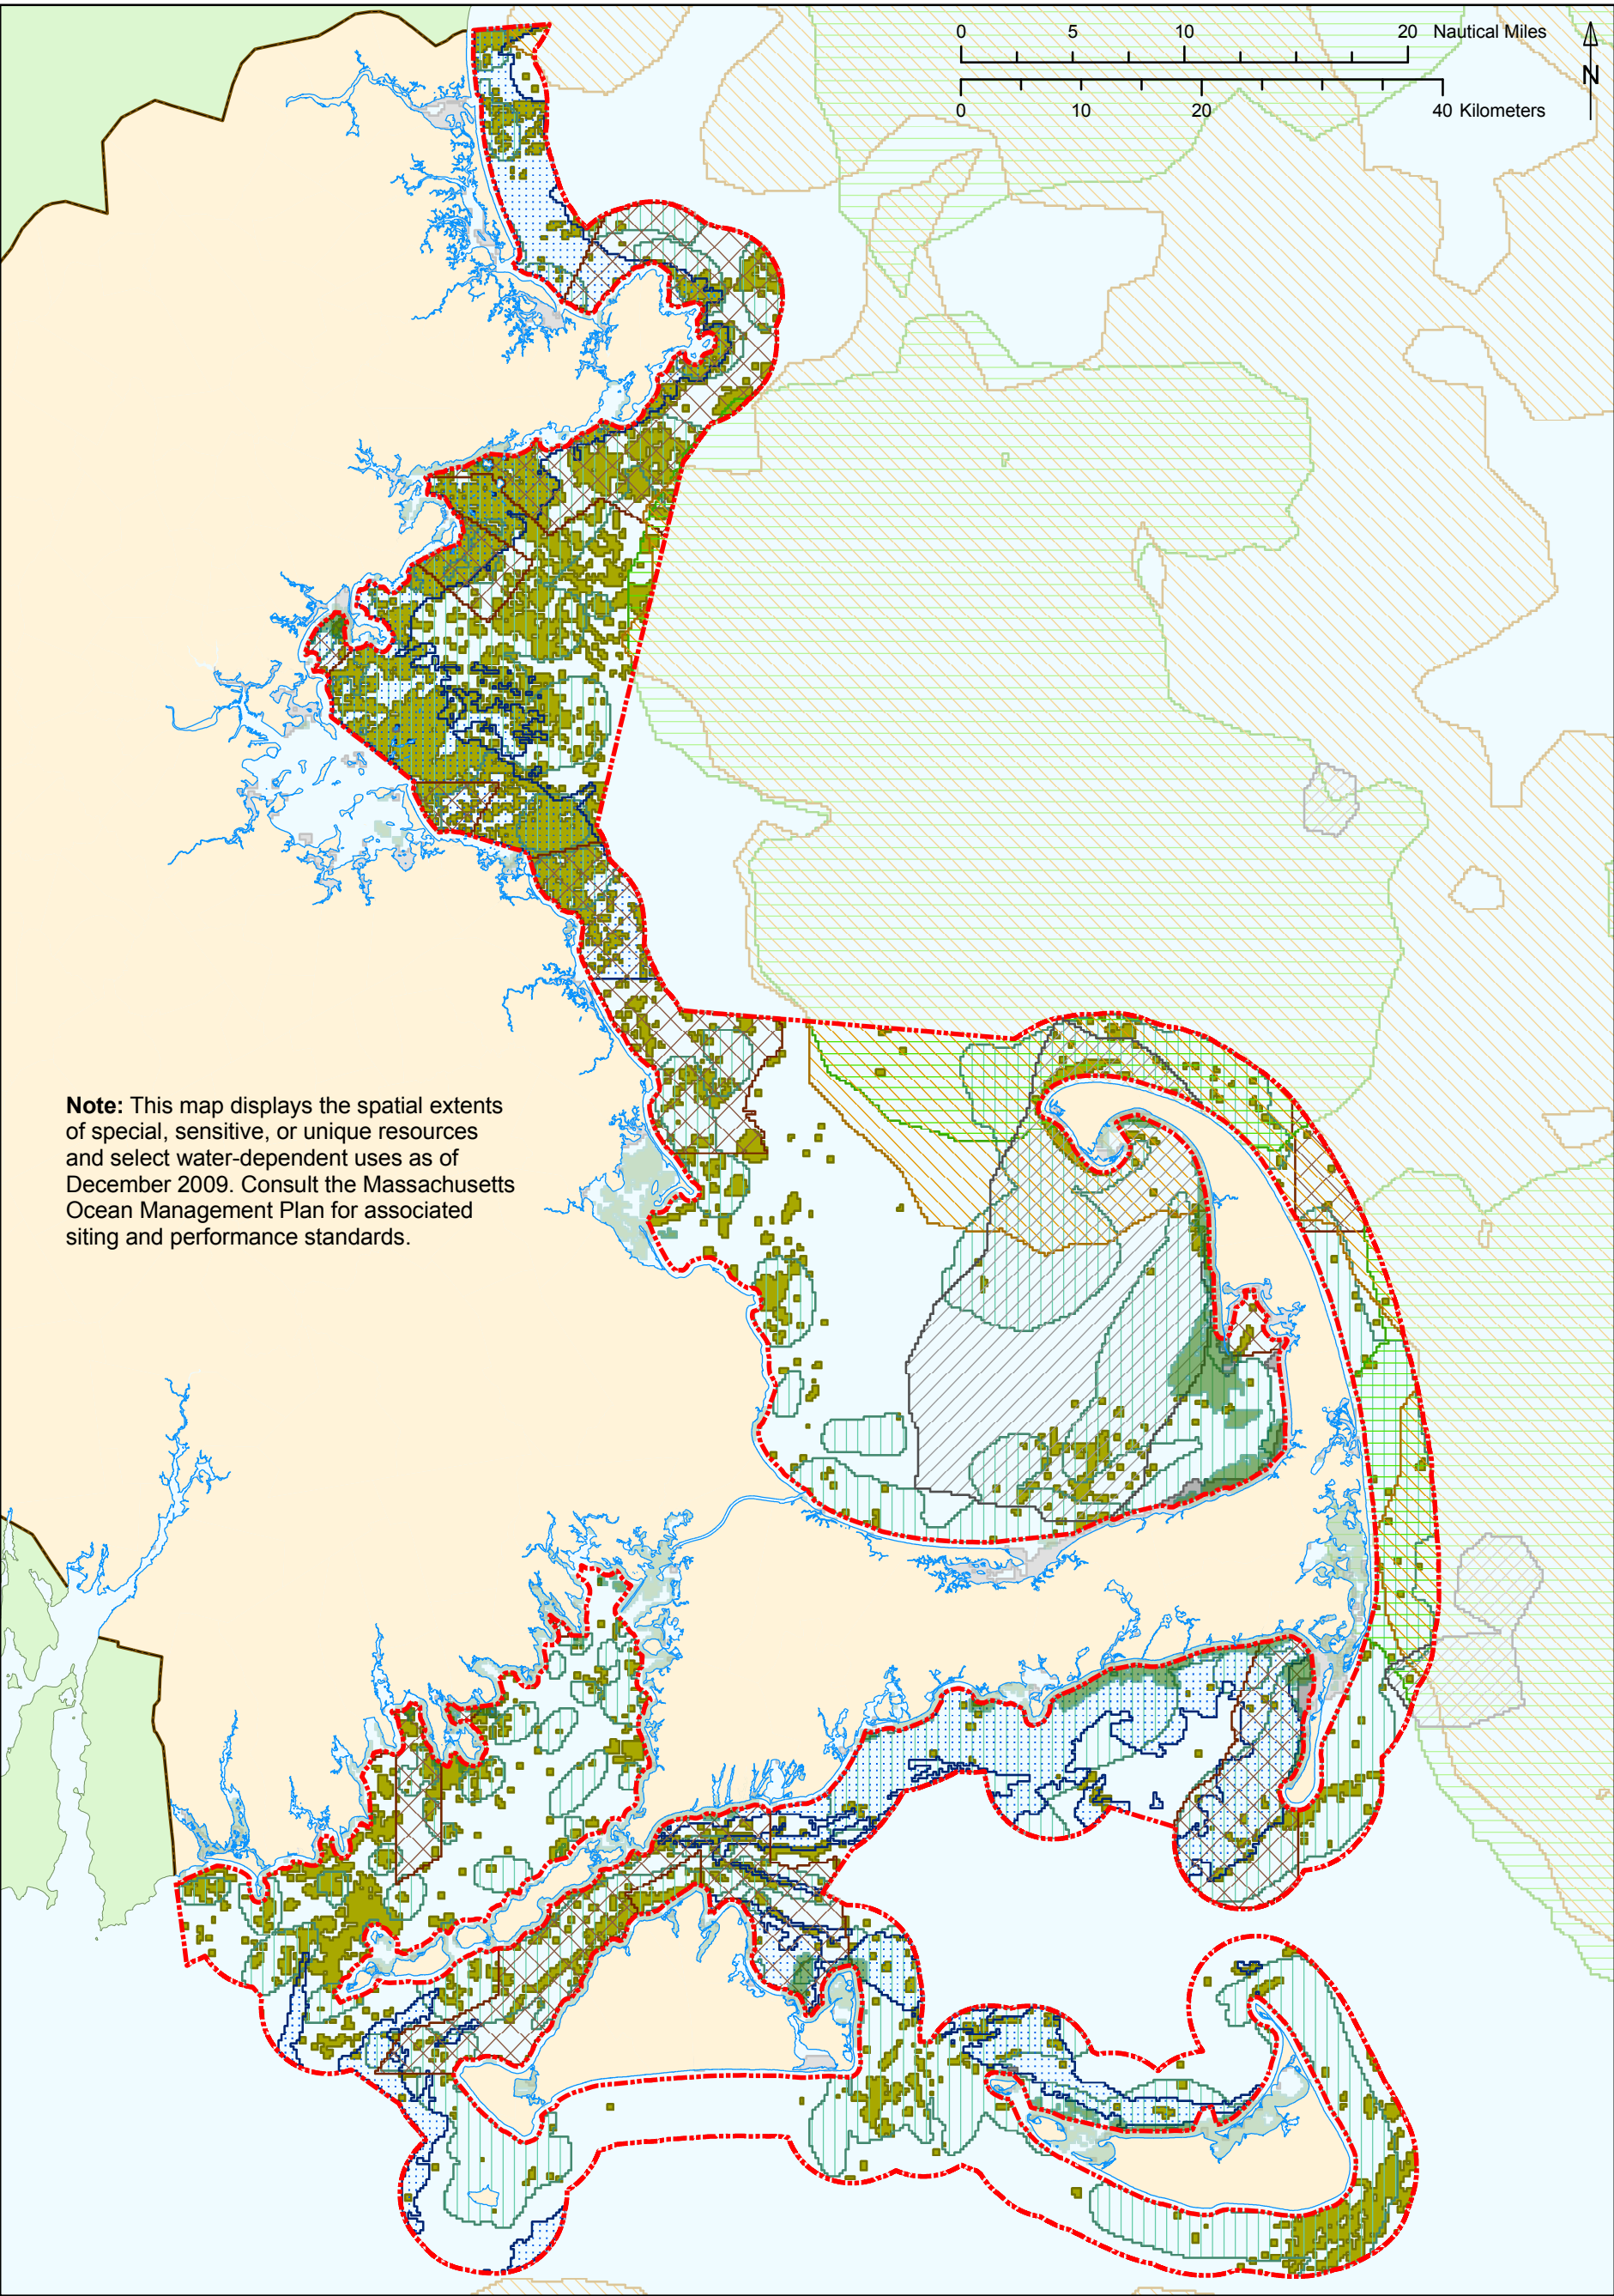 0 5 10 20 Nautical Miles
N
0 10 20 40 Kilometers
Note: This map displays the spatial extents
of special, sensitive, or unique resources
and select water-dependent uses as of
December 2009. Consult the Massachusetts
Ocean Management Plan for associated
siting and performance standards.